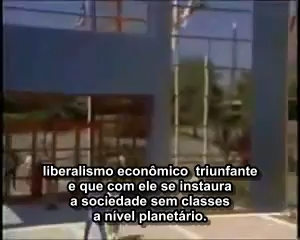 liberalismo econômico triunfante
e que com ele se instaura
a sociedade sem classes
a nível planetário.